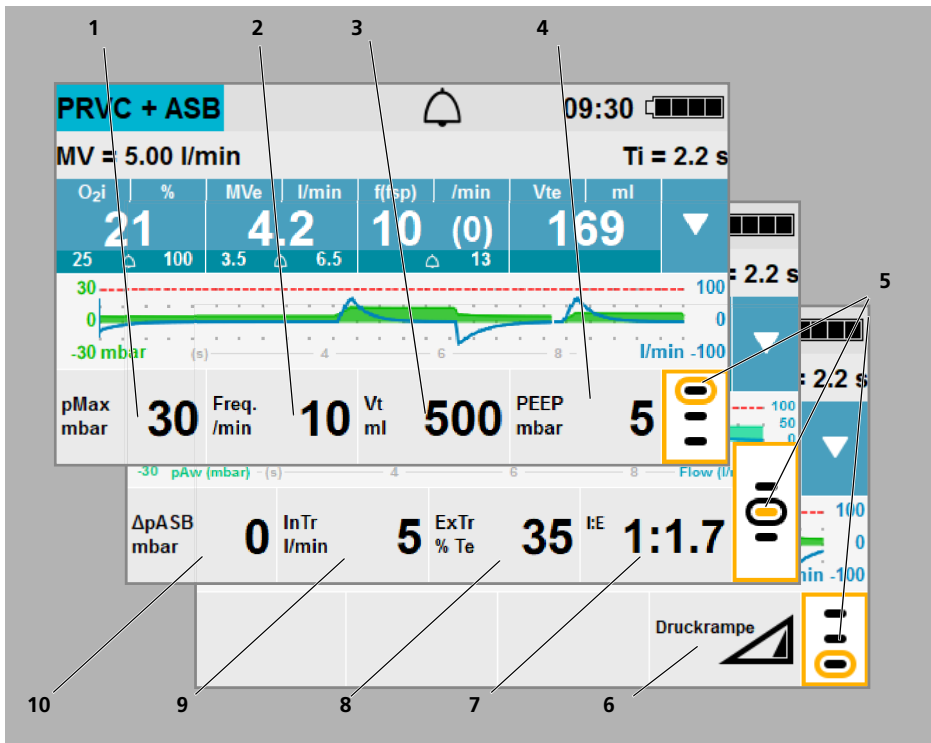 1 2 3 4
PRVC + ASB 09:30
MV = 5.00 l/min Ti = 2.2 s
O2i % MVe l/min f(fsp) /min Vte ml
21 4.2 10 (0) 169
25 100 3.5 6.5 13
30 100
0 0
-30 mbar (s) 4 6 8 l/min -100
pMax mbar 30 Freq. /min 10 Vt ml 500 PEEP mbar 5
5
= 2.2 s
-30 pAw (mbar) (s) 4 6 8 Flow (l/
ΔpASB mbar 0 InTr l/min 5 ExTr % Te 35 I:E 1:1.7
: 2.2 s
100
50
0
100
0
in -100
Druckrampe
10 9 8 7 6